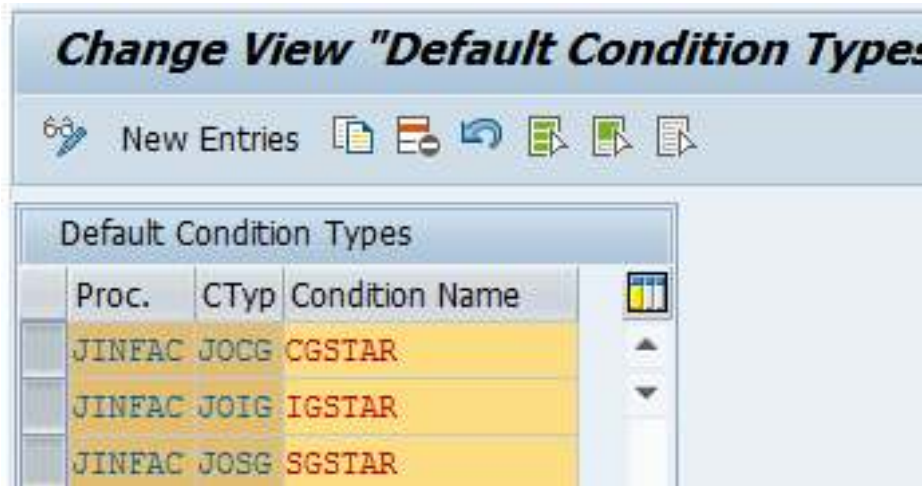 Change View "Default Condition Types
New Entries
Default Condition Types
Proc. CTyp Condition Name
JINFAC JOCG CGSTAR
JINFAC JOIG IGSTAR
JINFAC JOSG SGSTAR